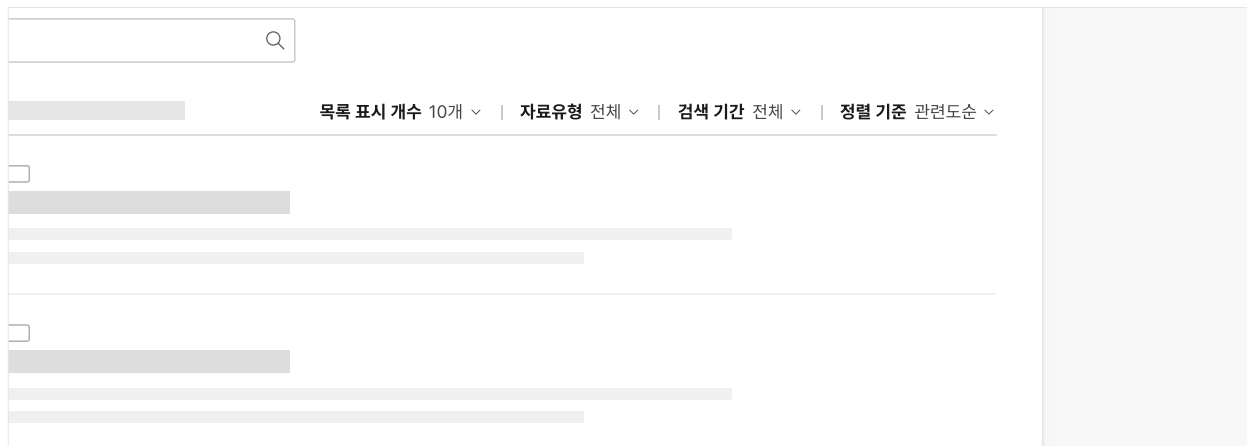 목록 표시 개수 10개 | 자료유형 전체 | 검색 기간 전체 | 정렬 기준 관련도순